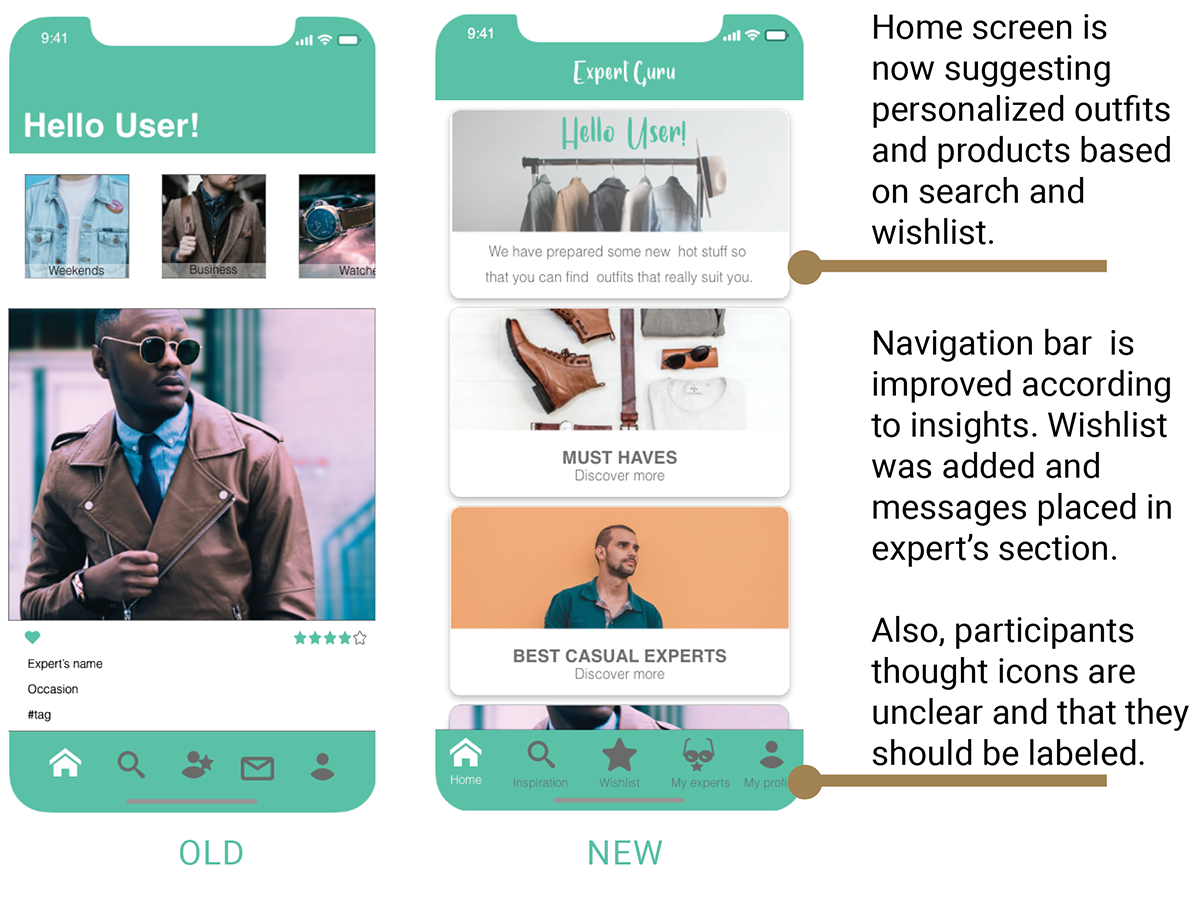 9:41
Hello User!
Weekends
Business
Watche
Expert's name
Occasion
#tag
OLD
9:41
Expert Guru
Hello User!
We have prepared some new hot stuff so
that you can find outfits that really suit you.
MUST HAVES
Discover more
BEST CASUAL EXPERTS
Discover more
Home
Inspiration
Wishlist
My experts
My profi
NEW
Home screen is
now suggesting
personalized outfits
and products based
on search and
wishlist.
Navigation bar is
improved according
to insights. Wishlist
was added and
messages placed in
expert’s section.
Also, participants
thought icons are
unclear and that they
should be labeled.